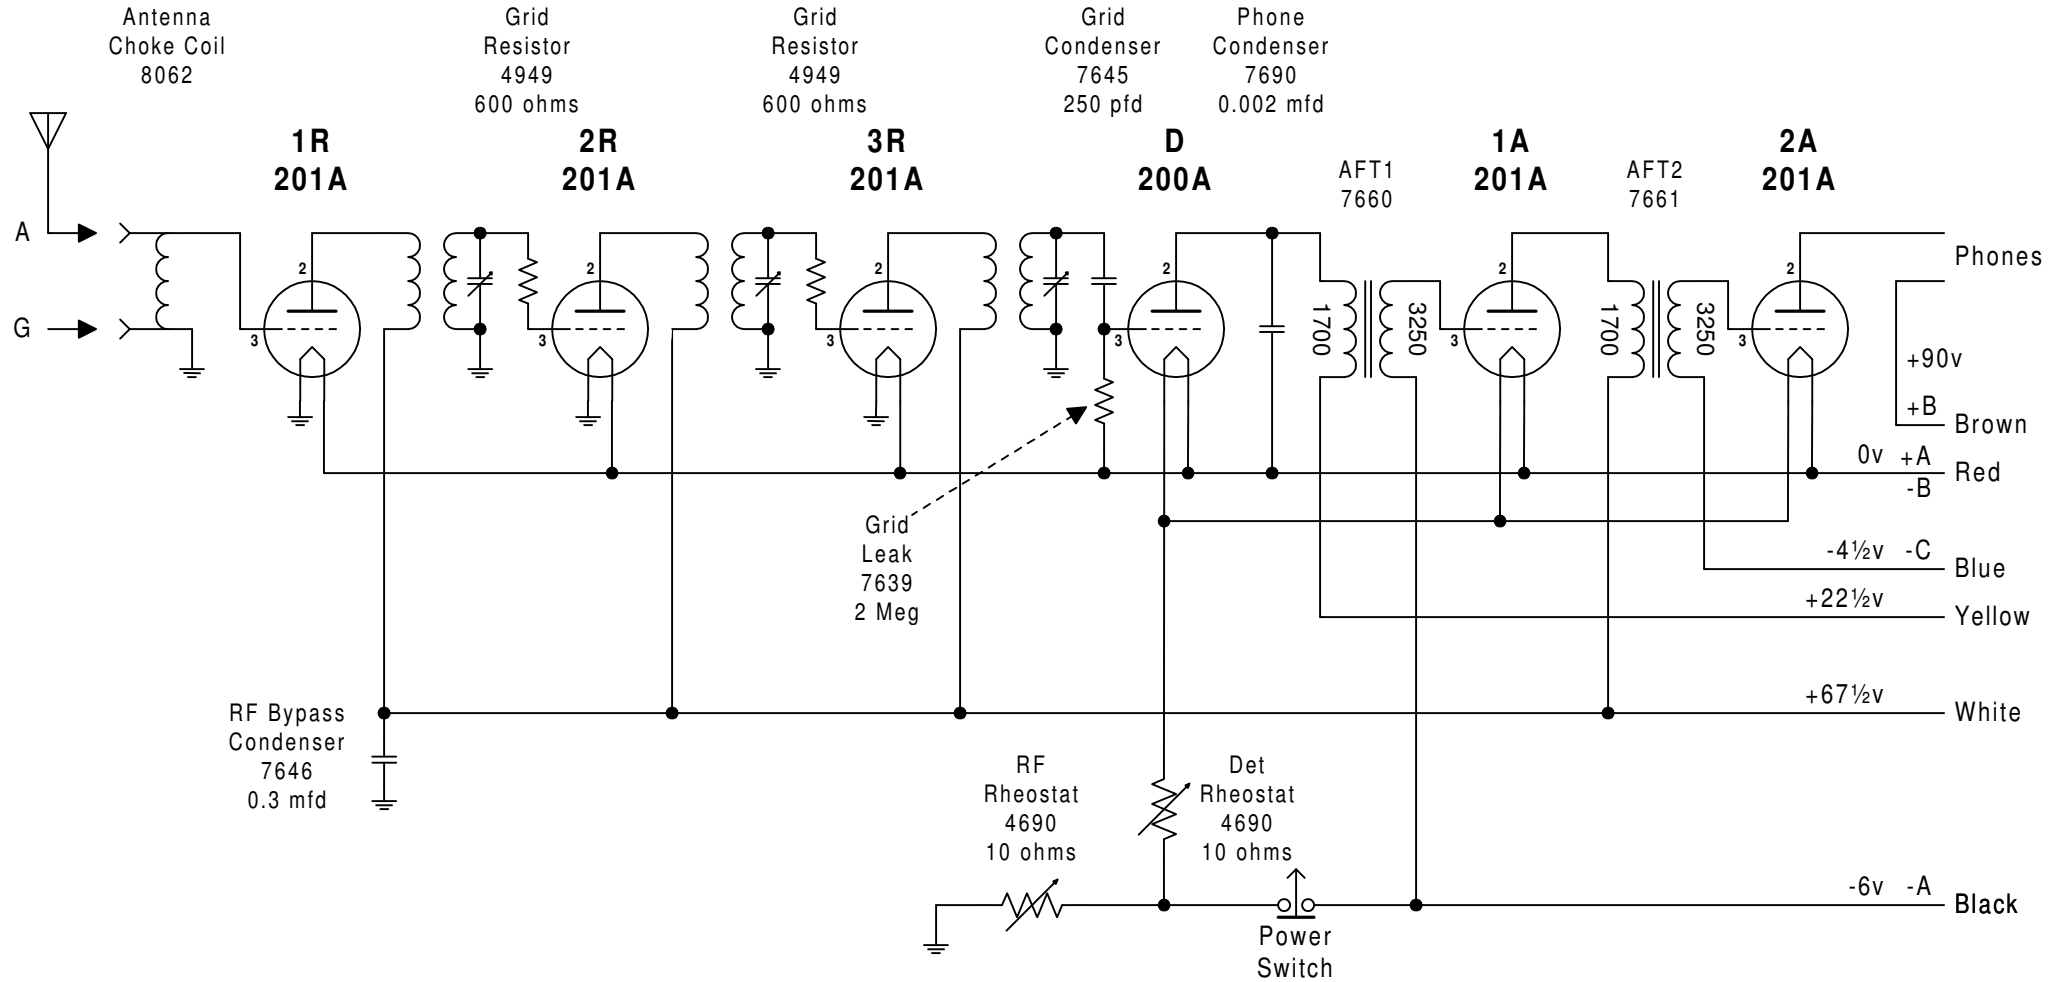 Antenna
Choke Coil
8062
Grid
Resistor
4949
600 ohms
Grid
Resistor
4949
600 ohms
Grid
Condenser
7645
250 pfd
Phone
Condenser
7690
0.002 mfd
1R
201A
2R
201A
3R
201A
D
200A
AFT1
7660
1A
201A
AFT2
7661
2A
201A
A
G
2
3
2
3
2
3
2
3
1700
3250
2
3
1700
3250
2
3
Phones
+90v
+B
Brown
0v +A
-B
Red
Grid
Leak
7639
2 Meg
-4½v -C
Blue
+22½v
Yellow
+67½v
White
RF Bypass
Condenser
7646
0.3 mfd
RF
Rheostat
4690
10 ohms
Det
Rheostat
4690
10 ohms
-6v -A
Black
Power
Switch